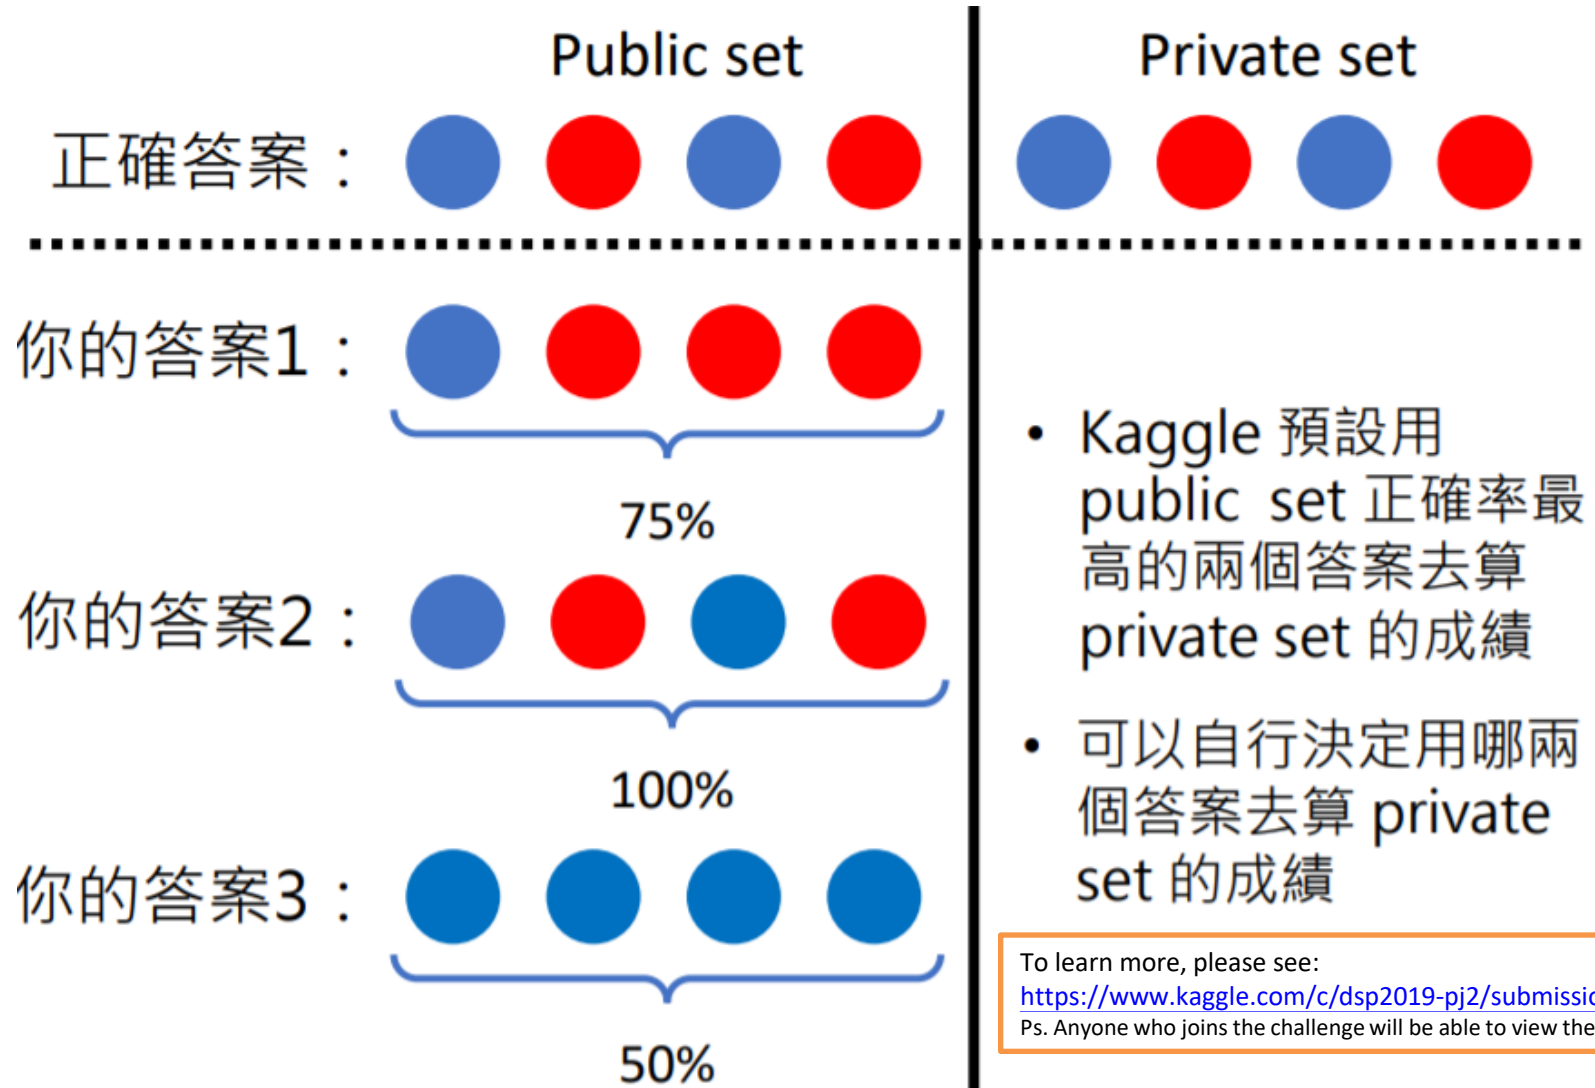 Public set
Private set
正確答案：
你的答案1：
75%
你的答案2：
100%
你的答案3：
50%
• Kaggle 預設用
public set 正確率最
高的兩個答案去算
private set 的成績
• 可以自行決定用哪兩
個答案去算 private
set 的成績
To learn more, please see:
https://www.kaggle.com/c/dsp2019-pj2/submissio
Ps. Anyone who joins the challenge will be able to view the